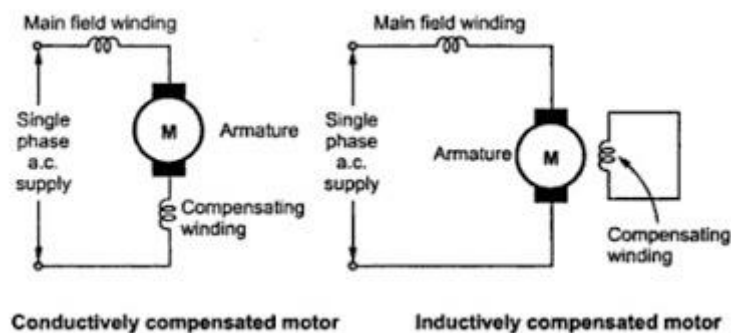 Main field winding
Single
phase
a.c.
supply
M
Armature
Compensating
winding
Conductively compensated motor
Main field winding
Single
phase
a.c.
supply
Armature
M
Compensating
winding
Inductively compensated motor